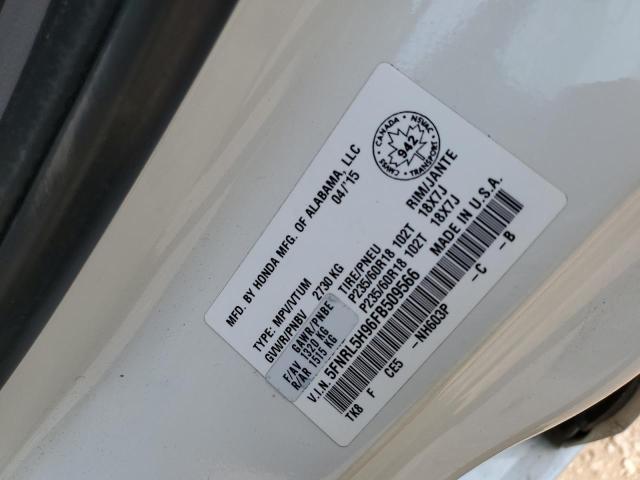 MFD. BY HONDA MFG. OF ALABAMA, LLC
04/'15
TYPE: MPV/VTUM
GVWR/PNBV 2730 KG
GAWR/PNBE TIRE/PNEU RIM/JANTE
F/AV 1320 KG P235/60R18 102T 18X7J
R/AR 1515 KG P235/60R18 102T 18X7J
V.I.N. 5FNRL5H96FB509566 MADE IN U.S.A.
TK8 F CE5 -NH603P -C -B
CANADA
NSVAC
942
CMVSS
TRANSPORT